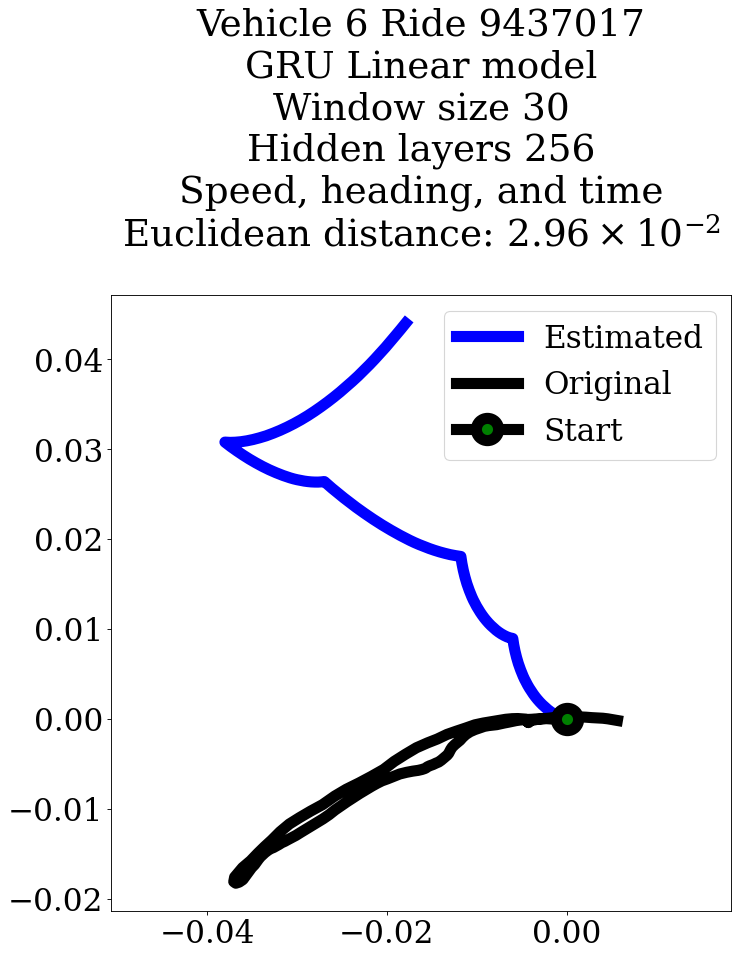 Vehicle 6 Ride 9437017
GRU Linear model
Window size 30
Hidden layers 256
Speed, heading, and time
Euclidean distance: 2.96 × 10⁻²
Estimated
Original
Start
0.04
0.03
0.02
0.01
0.00
−0.01
−0.02
−0.04
−0.02
0.00